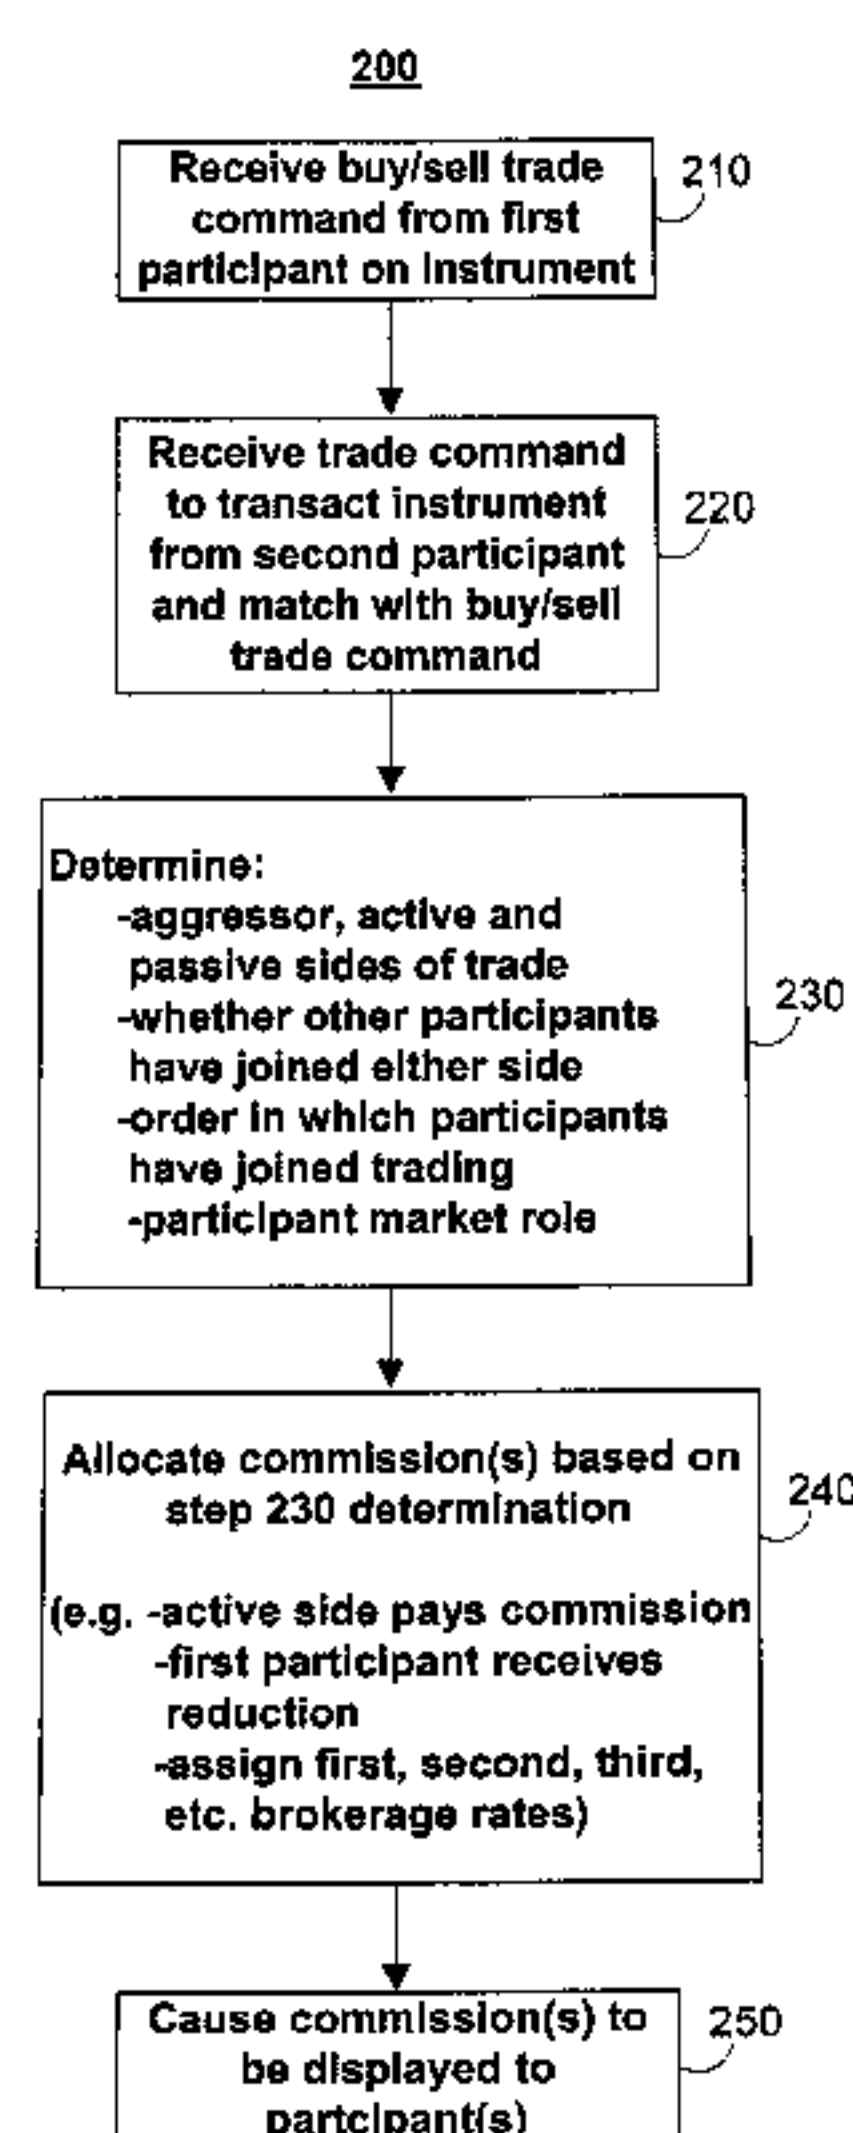 200
Receive buy/sell trade
command from first
participant on instrument
210
Receive trade command
to transact instrument
from second participant
and match with buy/sell
trade command
220
Determine:
-aggressor, active and
passive sides of trade
-whether other participants
have joined either side
-order in which participants
have joined trading
-participant market role
230
Allocate commission(s) based on
step 230 determination
(e.g. -active side pays commission
-first participant receives
reduction
-assign first, second, third,
etc. brokerage rates)
240
Cause commission(s) to
be displayed to
partcipant(s)
250